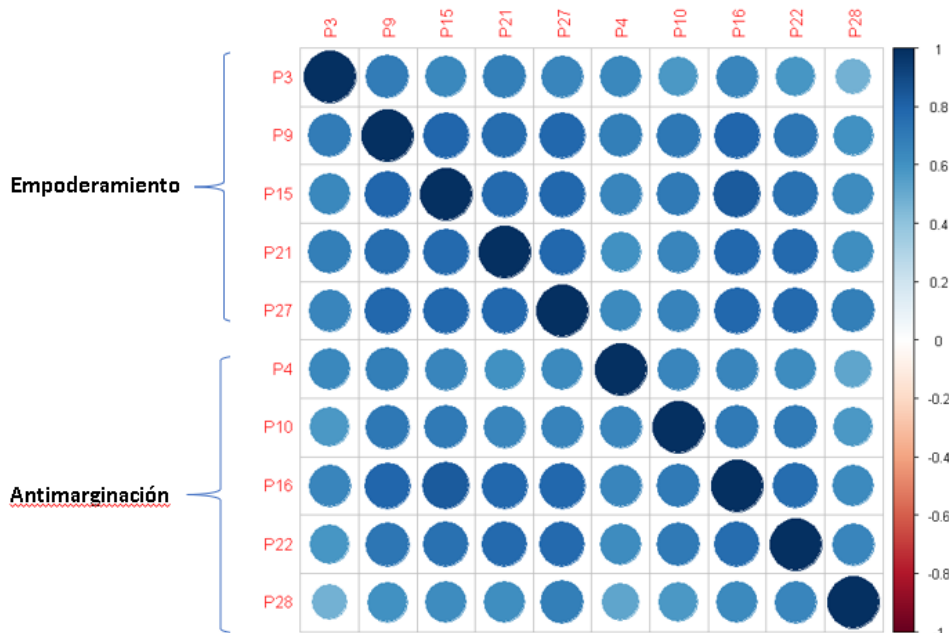 P3 P9 P15 P21 P27 P4 P10 P16 P22 P28
P3
P9
Empoderamiento
P15
P21
P27
P4
P10
Antimarginación
P16
P22
P28
1
0.8
0.6
0.4
0.2
0
-0.2
-0.4
-0.6
-0.8
-1